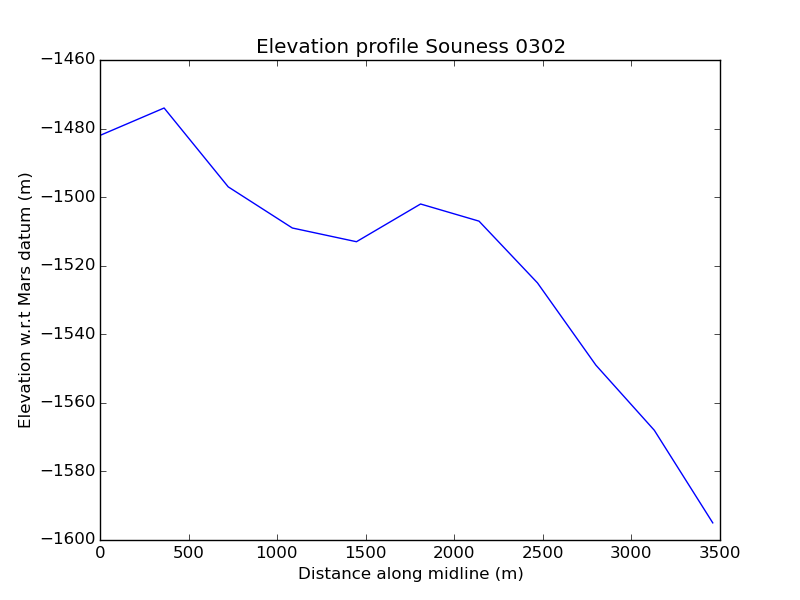 Elevation profile Souness 0302
−1460
−1480
−1500
−1520
−1540
−1560
−1580
−1600
Elevation w.r.t Mars datum (m)
0 500 1000 1500 2000 2500 3000 3500
Distance along midline (m)